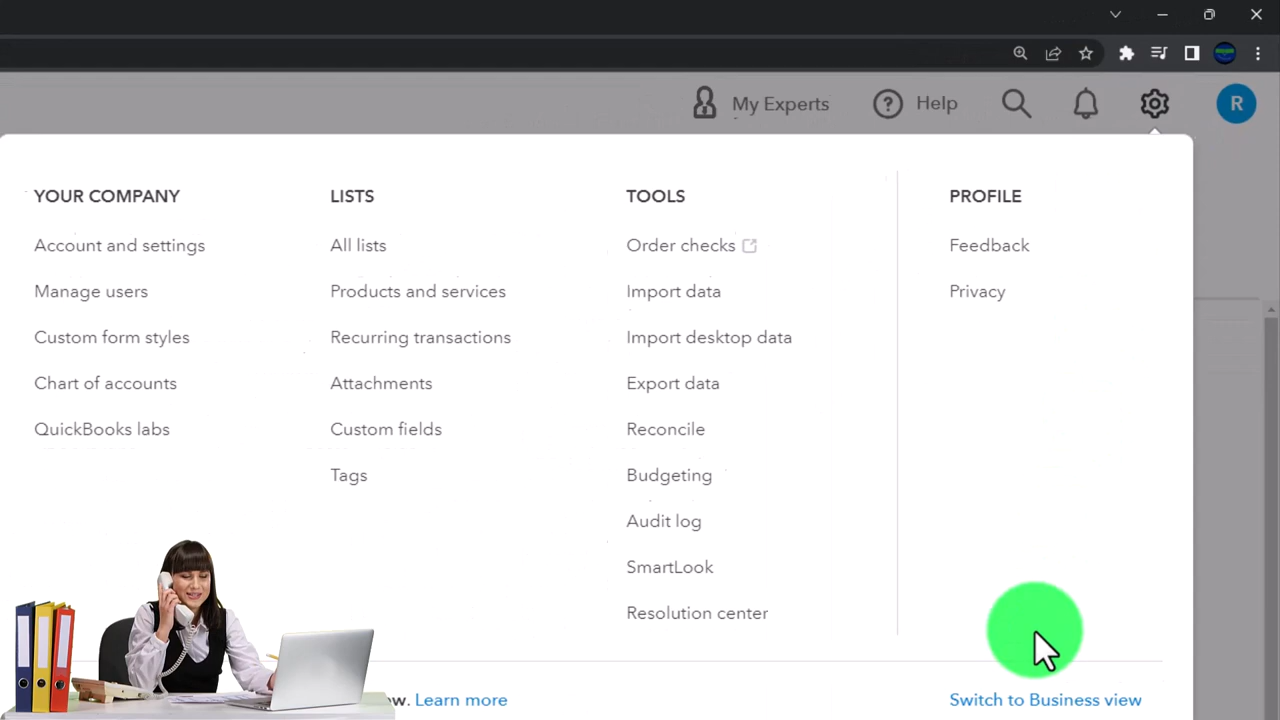 My Experts
Help
R
YOUR COMPANY
Account and settings
Manage users
Custom form styles
Chart of accounts
QuickBooks labs
LISTS
All lists
Products and services
Recurring transactions
Attachments
Custom fields
Tags
TOOLS
Order checks
Import data
Import desktop data
Export data
Reconcile
Budgeting
Audit log
SmartLook
Resolution center
PROFILE
Feedback
Privacy
Learn more
Switch to Business view